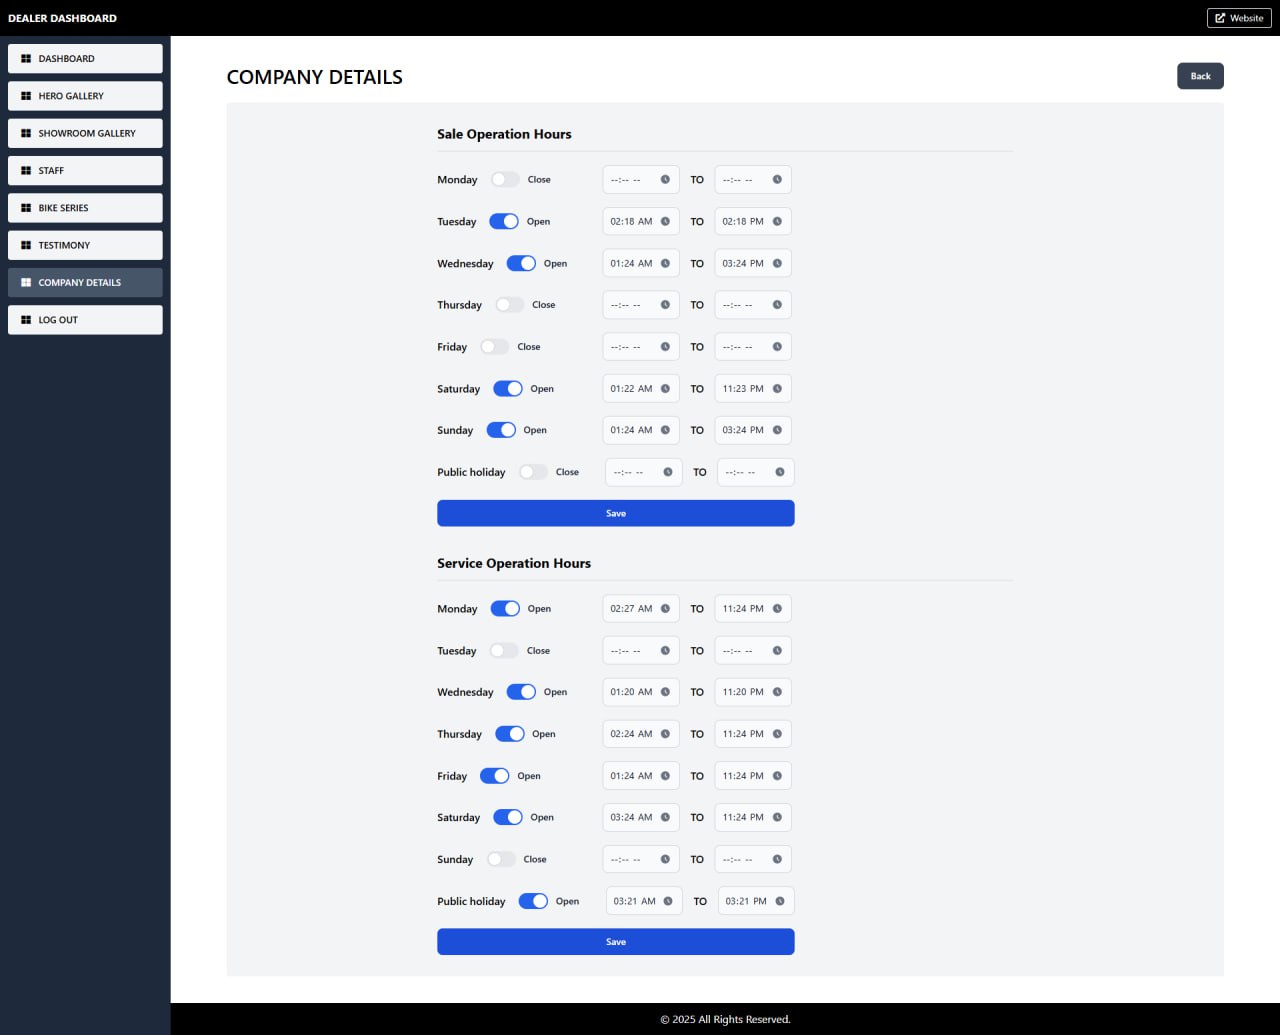 DEALER DASHBOARD
Website
DASHBOARD
HERO GALLERY
SHOWROOM GALLERY
STAFF
BIKE SERIES
TESTIMONY
COMPANY DETAILS
LOG OUT
COMPANY DETAILS
Back
Sale Operation Hours
Monday Close --:-- -- TO --:-- --
Tuesday Open 02:18 AM TO 02:18 PM
Wednesday Open 01:24 AM TO 03:24 PM
Thursday Close --:-- -- TO --:-- --
Friday Close --:-- -- TO --:-- --
Saturday Open 01:22 AM TO 11:23 PM
Sunday Open 01:24 AM TO 03:24 PM
Public holiday Close --:-- -- TO --:-- --
Save
Service Operation Hours
Monday Open 02:27 AM TO 11:24 PM
Tuesday Close --:-- -- TO --:-- --
Wednesday Open 01:20 AM TO 11:20 PM
Thursday Open 02:24 AM TO 11:24 PM
Friday Open 01:24 AM TO 11:24 PM
Saturday Open 03:24 AM TO 11:24 PM
Sunday Close --:-- -- TO --:-- --
Public holiday Open 03:21 AM TO 03:21 PM
Save
© 2025 All Rights Reserved.